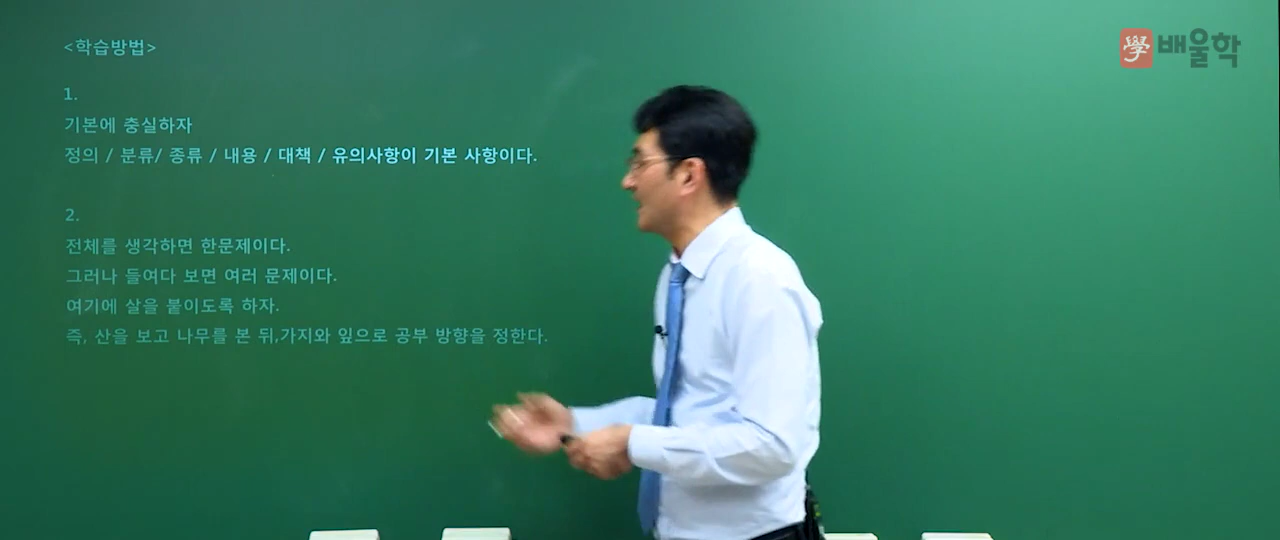 <학습방법>
學 배울학
1.
기본에 충실하자
정의 / 분류/ 종류 / 내용 / 대책 / 유의사항이 기본 사항이다.
2.
전체를 생각하면 한문제이다.
그러나 들여다 보면 여러 문제이다.
여기에 살을 붙이도록 하자.
즉, 산을 보고 나무를 본 뒤,가지와 잎으로 공부 방향을 정한다.